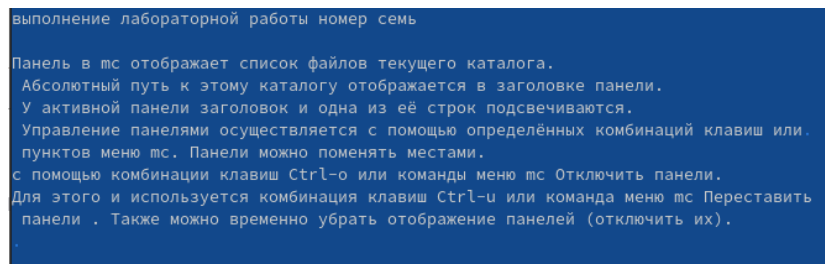 выполнение лабораторной работы номер семь
Панель в mc отображает список файлов текущего каталога.
Абсолютный путь к этому каталогу отображается в заголовке панели.
У активной панели заголовок и одна из её строк подсвечиваются.
Управление панелями осуществляется с помощью определённых комбинаций клавиш или.
пунктов меню mc. Панели можно поменять местами.
с помощью комбинации клавиш Ctrl-o или команды меню mc Отключить панели.
Для этого и используется комбинация клавиш Ctrl-u или команда меню mc Переставить
панели . Также можно временно убрать отображение панелей (отключить их).
.